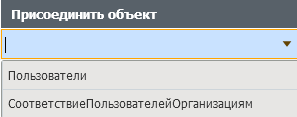 Присоединить объект
Пользователи
СоответствиеПользователейОрганизациям